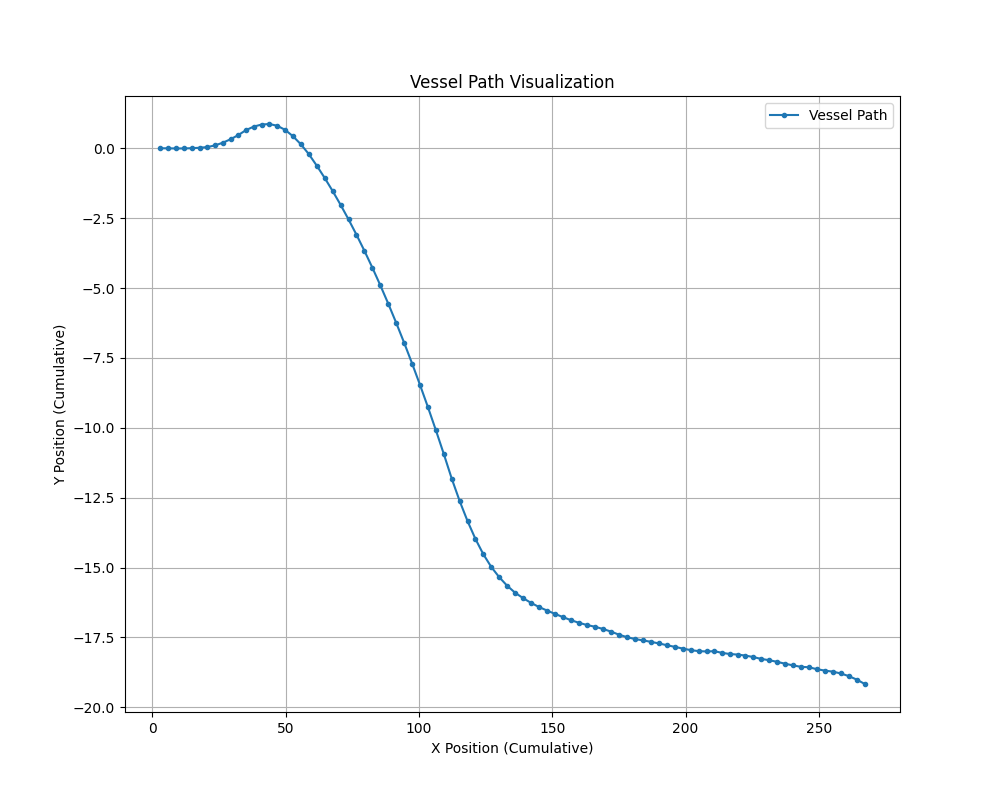 Vessel Path Visualization
Vessel Path
0.0
−2.5
−5.0
−7.5
−10.0
−12.5
−15.0
−17.5
−20.0
Y Position (Cumulative)
0 50 100 150 200 250
X Position (Cumulative)